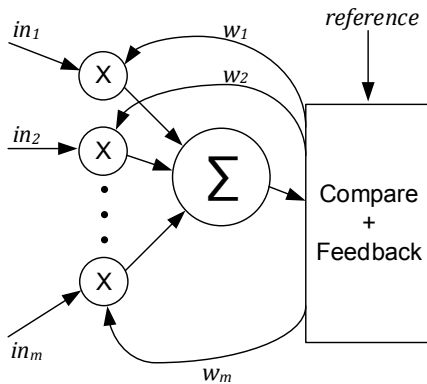 in₁
w₁
reference
X
w₂
in₂
X
Σ
Compare
+
Feedback
X
inₘ
wₘ